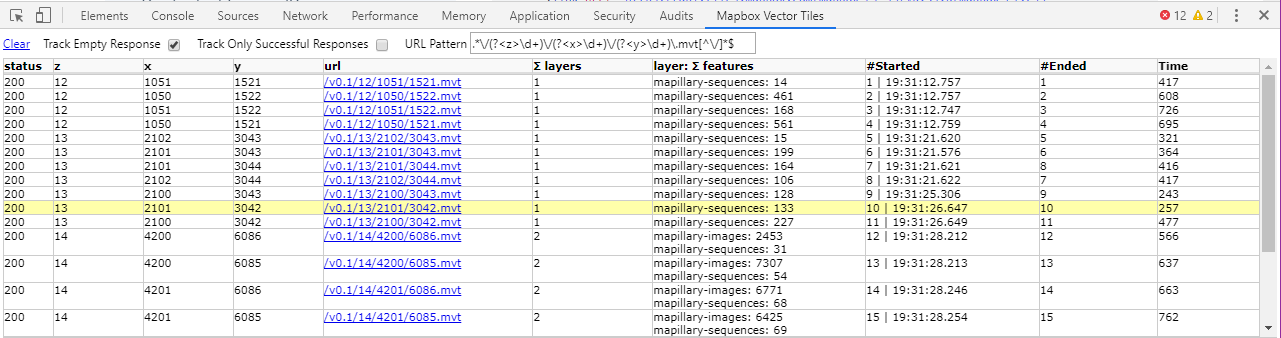 Elements Console Sources Network Performance Memory Application Security Audits Mapbox Vector Tiles 12 2
Clear Track Empty Response Track Only Successful Responses URL Pattern .*\/(?<z>\d+)\/(?<x>\d+)\/(?<y>\d+)\.mvt[^\/]*$
status z x y url Σ layers layer: Σ features #Started #Ended Time
200 12 1051 1521 /v0.1/12/1051/1521.mvt 1 mapillary-sequences: 14 1 | 19:31:12.757 1 417
200 12 1050 1522 /v0.1/12/1050/1522.mvt 1 mapillary-sequences: 461 2 | 19:31:12.757 2 608
200 12 1051 1522 /v0.1/12/1051/1522.mvt 1 mapillary-sequences: 168 3 | 19:31:12.747 3 726
200 12 1050 1521 /v0.1/12/1050/1521.mvt 1 mapillary-sequences: 561 4 | 19:31:12.759 4 695
200 13 2102 3043 /v0.1/13/2102/3043.mvt 1 mapillary-sequences: 15 5 | 19:31:21.620 5 321
200 13 2101 3043 /v0.1/13/2101/3043.mvt 1 mapillary-sequences: 199 6 | 19:31:21.576 6 364
200 13 2101 3044 /v0.1/13/2101/3044.mvt 1 mapillary-sequences: 164 7 | 19:31:21.621 8 416
200 13 2102 3044 /v0.1/13/2102/3044.mvt 1 mapillary-sequences: 106 8 | 19:31:21.622 7 417
200 13 2100 3043 /v0.1/13/2100/3043.mvt 1 mapillary-sequences: 128 9 | 19:31:25.306 9 243
200 13 2101 3042 /v0.1/13/2101/3042.mvt 1 mapillary-sequences: 133 10 | 19:31:26.647 10 257
200 13 2100 3042 /v0.1/13/2100/3042.mvt 1 mapillary-sequences: 227 11 | 19:31:26.649 11 477
200 14 4200 6086 /v0.1/14/4200/6086.mvt 2 mapillary-images: 2453 12 | 19:31:28.212 12 566
mapillary-sequences: 31
200 14 4200 6085 /v0.1/14/4200/6085.mvt 2 mapillary-images: 7307 13 | 19:31:28.213 13 637
mapillary-sequences: 54
200 14 4201 6086 /v0.1/14/4201/6086.mvt 2 mapillary-images: 6771 14 | 19:31:28.246 14 663
mapillary-sequences: 68
200 14 4201 6085 /v0.1/14/4201/6085.mvt 2 mapillary-images: 6425 15 | 19:31:28.254 15 762
mapillary-sequences: 69